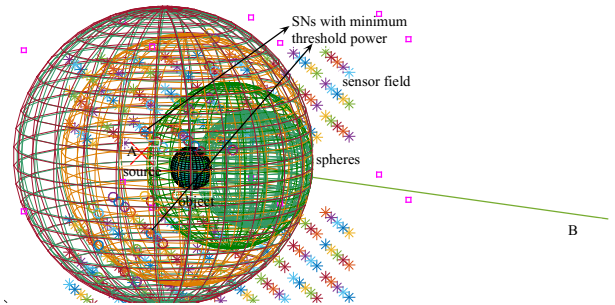 SNs with minimum
threshold power
sensor field
A
source
spheres
object
B